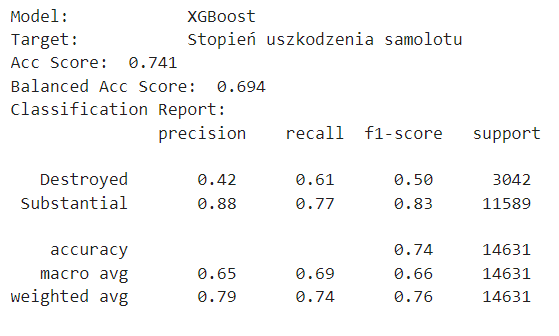 Model: XGBoost
Target: Stopień uszkodzenia samolotu
Acc Score: 0.741
Balanced Acc Score: 0.694
Classification Report:
precision recall f1-score support
Destroyed 0.42 0.61 0.50 3042
Substantial 0.88 0.77 0.83 11589
accuracy 0.74 14631
macro avg 0.65 0.69 0.66 14631
weighted avg 0.79 0.74 0.76 14631